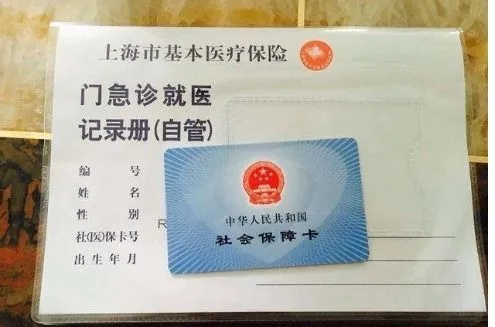 上海市基本医疗保险
门急诊就医
记录册(自管)
编号
姓名
性别
社(医)保卡号
出生年月
R
中华人民共和国
社会保障卡